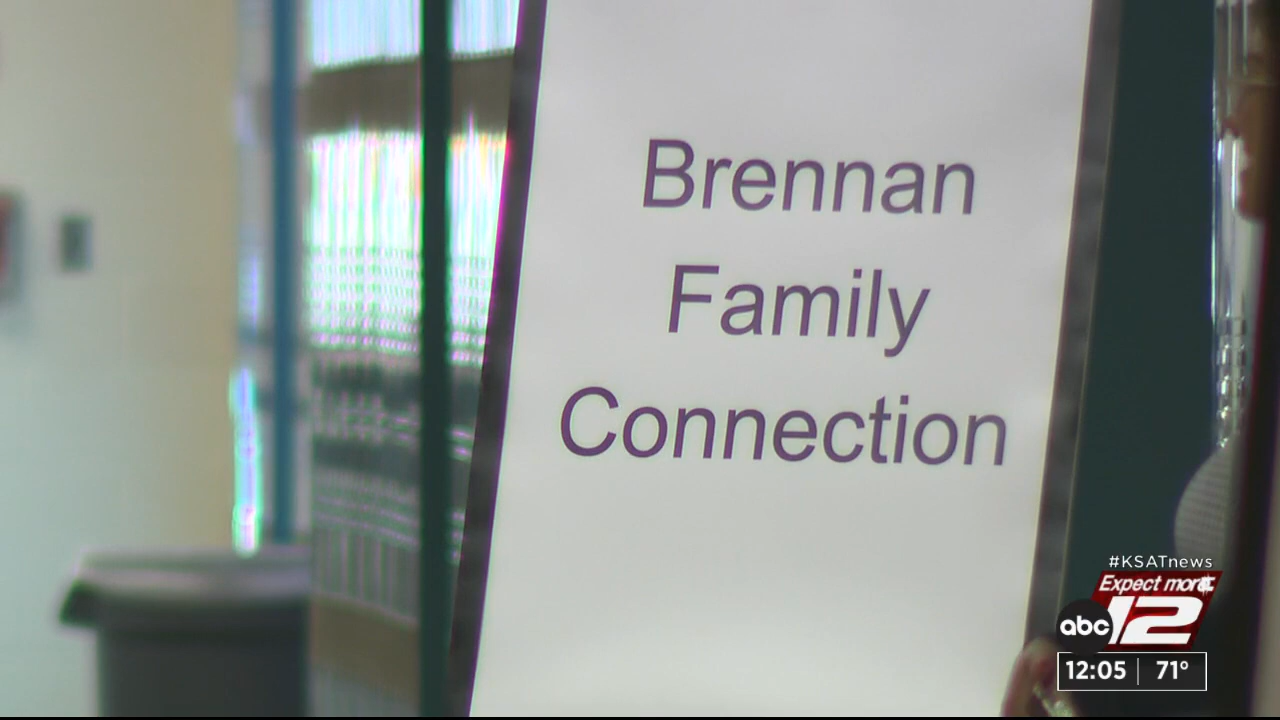 Brennan
Family
Connection
#KSATnews
Expect more.
abc 12
12:05 71°